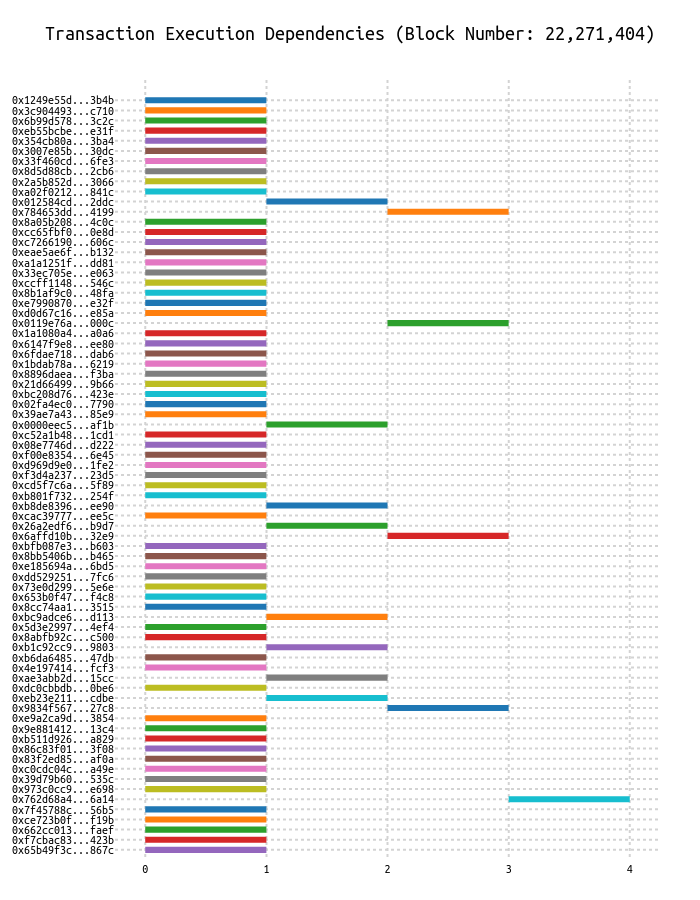 Transaction Execution Dependencies (Block Number: 22,271,404)
0x1249e55d...3b4b
0x3c904493...c710
0x6b99d578...3c2c
0xeb55bcbe...e31f
0x354cb80a...3ba4
0x3007e85b...30dc
0x33f460cd...6fe3
0x8d5d88cb...2cb6
0x2a5b852d...3066
0xa02f0212...841c
0x012584cd...2ddc
0x784653dd...4199
0x8a05b208...4c0c
0xcc65fbf0...0e8d
0xc7266190...606c
0xeae5ae6f...b132
0xa1a1251f...dd81
0x33ec705e...e063
0xccff1148...546c
0x8b1af9c0...48fa
0xe7990870...e32f
0xd0d67c16...e85a
0x0119e76a...000c
0x1a1080a4...a0a6
0x6147f9e8...ee80
0x6fdae718...dab6
0x1bdab78a...6219
0x8896daea...f3ba
0x21d66499...9b66
0xbc208d76...423e
0x02fa4ec0...7790
0x39ae7a43...85e9
0x0000eec5...af1b
0xc52a1b48...1cd1
0x08e7746d...d222
0xf00e8354...6e45
0xd969d9e0...1fe2
0xf3d4a237...23d5
0xcd5f7c6a...5f89
0xb801f732...254f
0xb8de8396...ee90
0xcac39777...ee5c
0x26a2edf6...b9d7
0x6affd10b...32e9
0xbfb087e3...b603
0x8bb5406b...b465
0xe185694a...6bd5
0xdd529251...7fc6
0x73e0d299...5e6e
0x653b0f47...f4c8
0x8cc74aa1...3515
0xbc9adce6...d113
0x5d3e2997...4ef4
0x8abfb92c...c500
0xb1c92cc9...9803
0xb6da6485...47db
0x4e197414...fcf3
0xae3abb2d...15cc
0xdc0cbbdb...0be6
0xeb23e211...cdbe
0x9834f567...27c8
0xe9a2ca9d...3854
0x9e881412...13c4
0xb511d926...a829
0x86c83f01...3f08
0x83f2ed85...af0a
0xc0cdc04c...a49e
0x39d79b60...535c
0x973c0cc9...e698
0x762d68a4...6a14
0x7f45788c...56b5
0xce723b0f...f19b
0x662cc013...faef
0xf7cbac83...423b
0x65b49f3c...867c
0 1 2 3 4